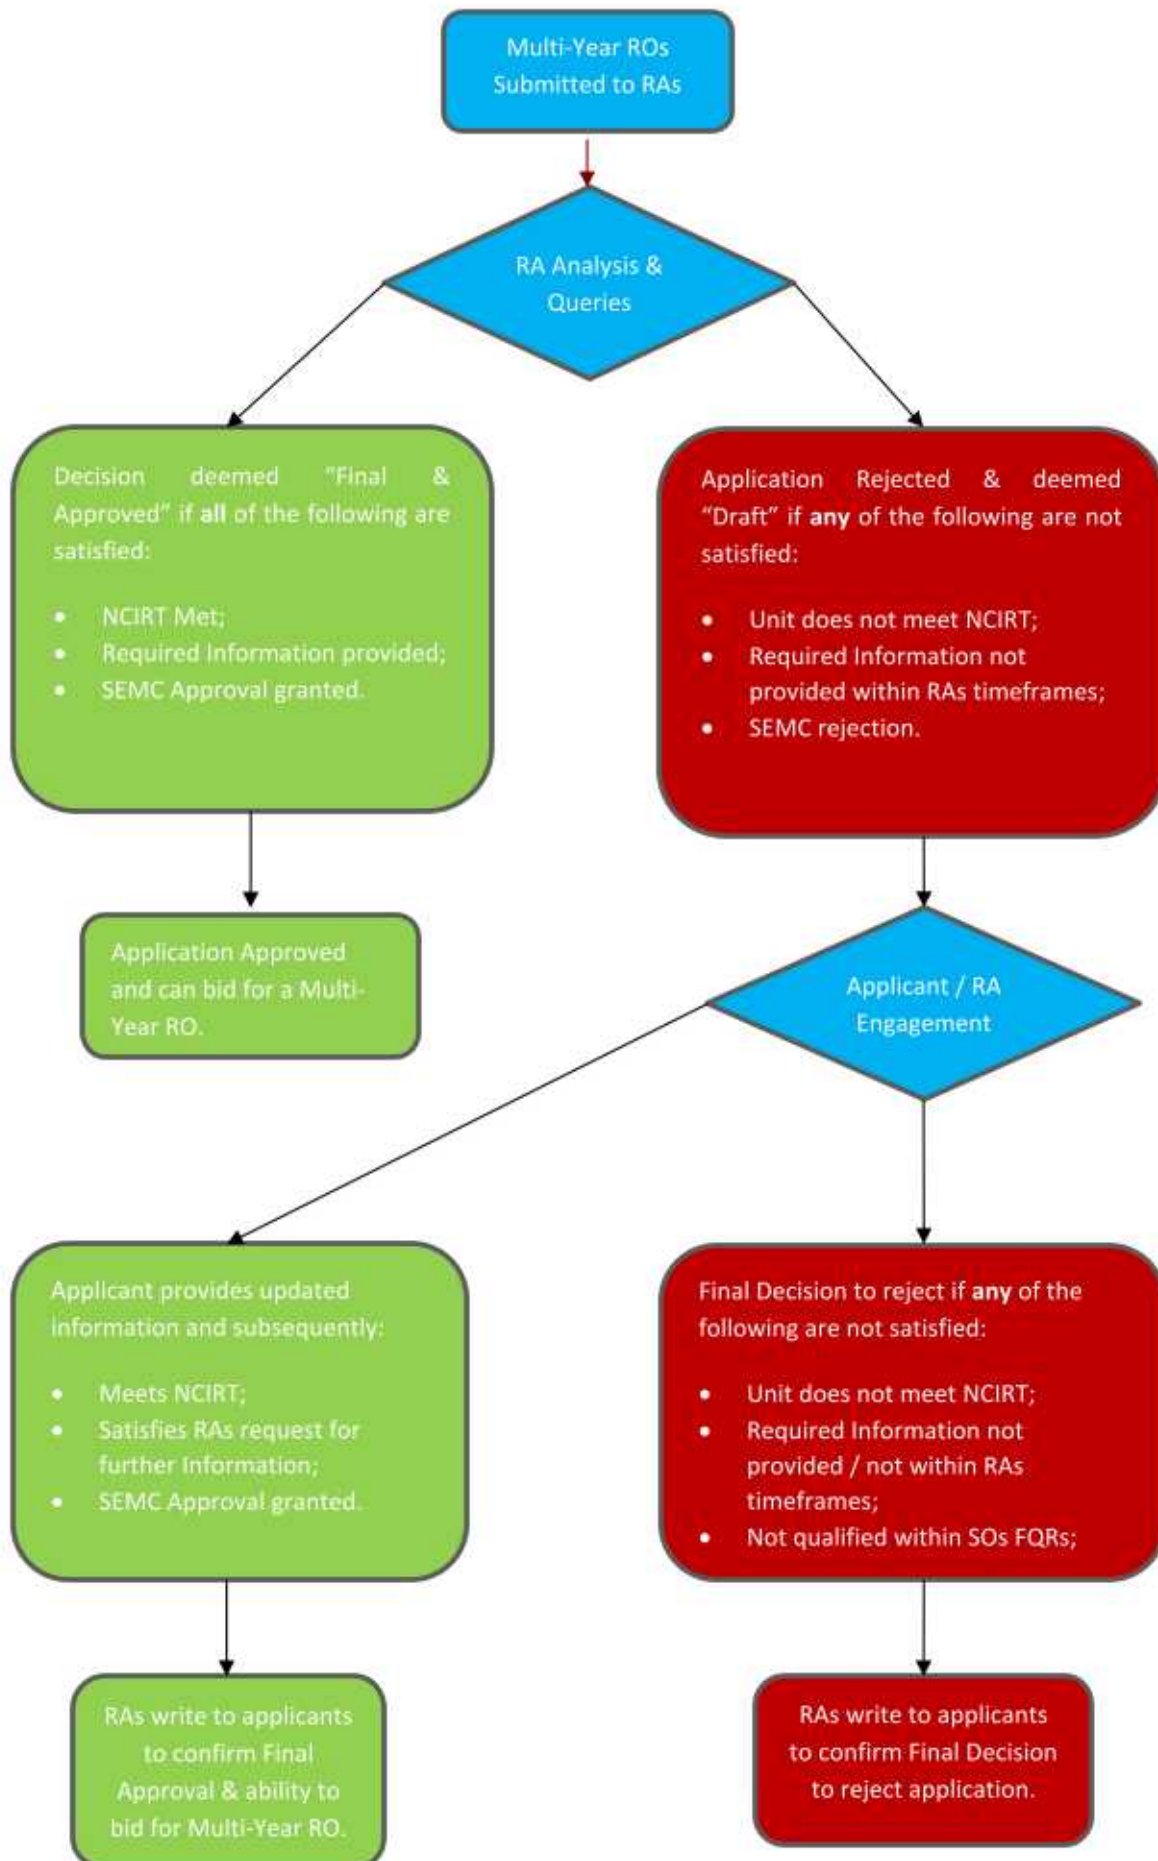 Multi-Year ROs
Submitted to RAs
RA Analysis &
Queries
Decision deemed "Final &
Approved" if all of the following are
satisfied:
• NCIRT Met;
• Required Information provided;
• SEMC Approval granted.
Application Rejected & deemed
"Draft" if any of the following are not
satisfied:
• Unit does not meet NCIRT;
• Required Information not
provided within RAs timeframes;
• SEMC rejection.
Application Approved
and can bid for a Multi-
Year RO.
Applicant / RA
Engagement
Applicant provides updated
information and subsequently:
• Meets NCIRT;
• Satisfies RAs request for
further Information;
• SEMC Approval granted.
Final Decision to reject if any of the
following are not satisfied:
• Unit does not meet NCIRT;
• Required Information not
provided / not within RAs
timeframes;
• Not qualified within SOs FQRs;
RAs write to applicants
to confirm Final
Approval & ability to
bid for Multi-Year RO.
RAs write to applicants
to confirm Final Decision
to reject application.